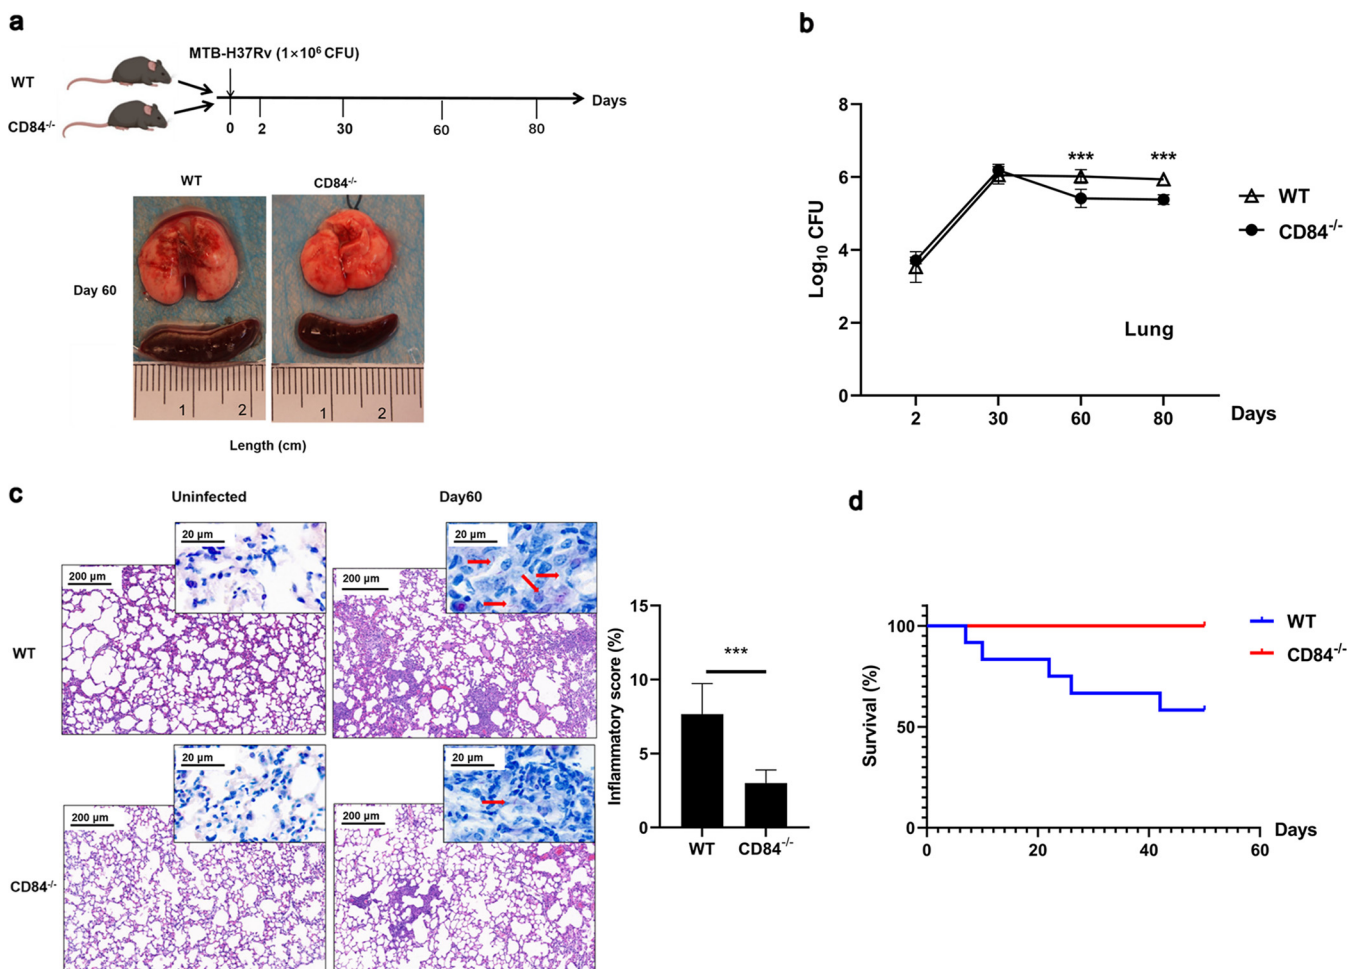 a
MTB-H37Rv (1×10⁶ CFU)
WT
CD84⁻/⁻
Days
0 2 30 60 80
WT CD84⁻/⁻
Day 60
1 2 1 2
Length (cm)
b
8
6
4
2
0
Log₁₀ CFU
*** ***
WT
CD84⁻/⁻
Lung
2 30 60 80 Days
c
Uninfected Day60
20 µm 20 µm
200 µm 200 µm
WT
20 µm 20 µm
200 µm 200 µm
CD84⁻/⁻
Inflammatory score (%)
15
10
5
0
***
WT CD84⁻/⁻
d
Survival (%)
100
50
0
WT
CD84⁻/⁻
0 20 40 60 Days